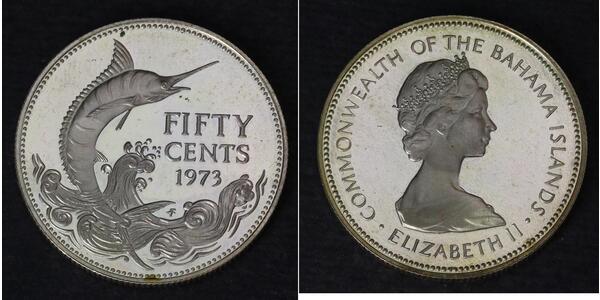 FIFTY
CENTS
1973
COMMONWEALTH OF THE BAHAMA ISLANDS
· ELIZABETH II ·